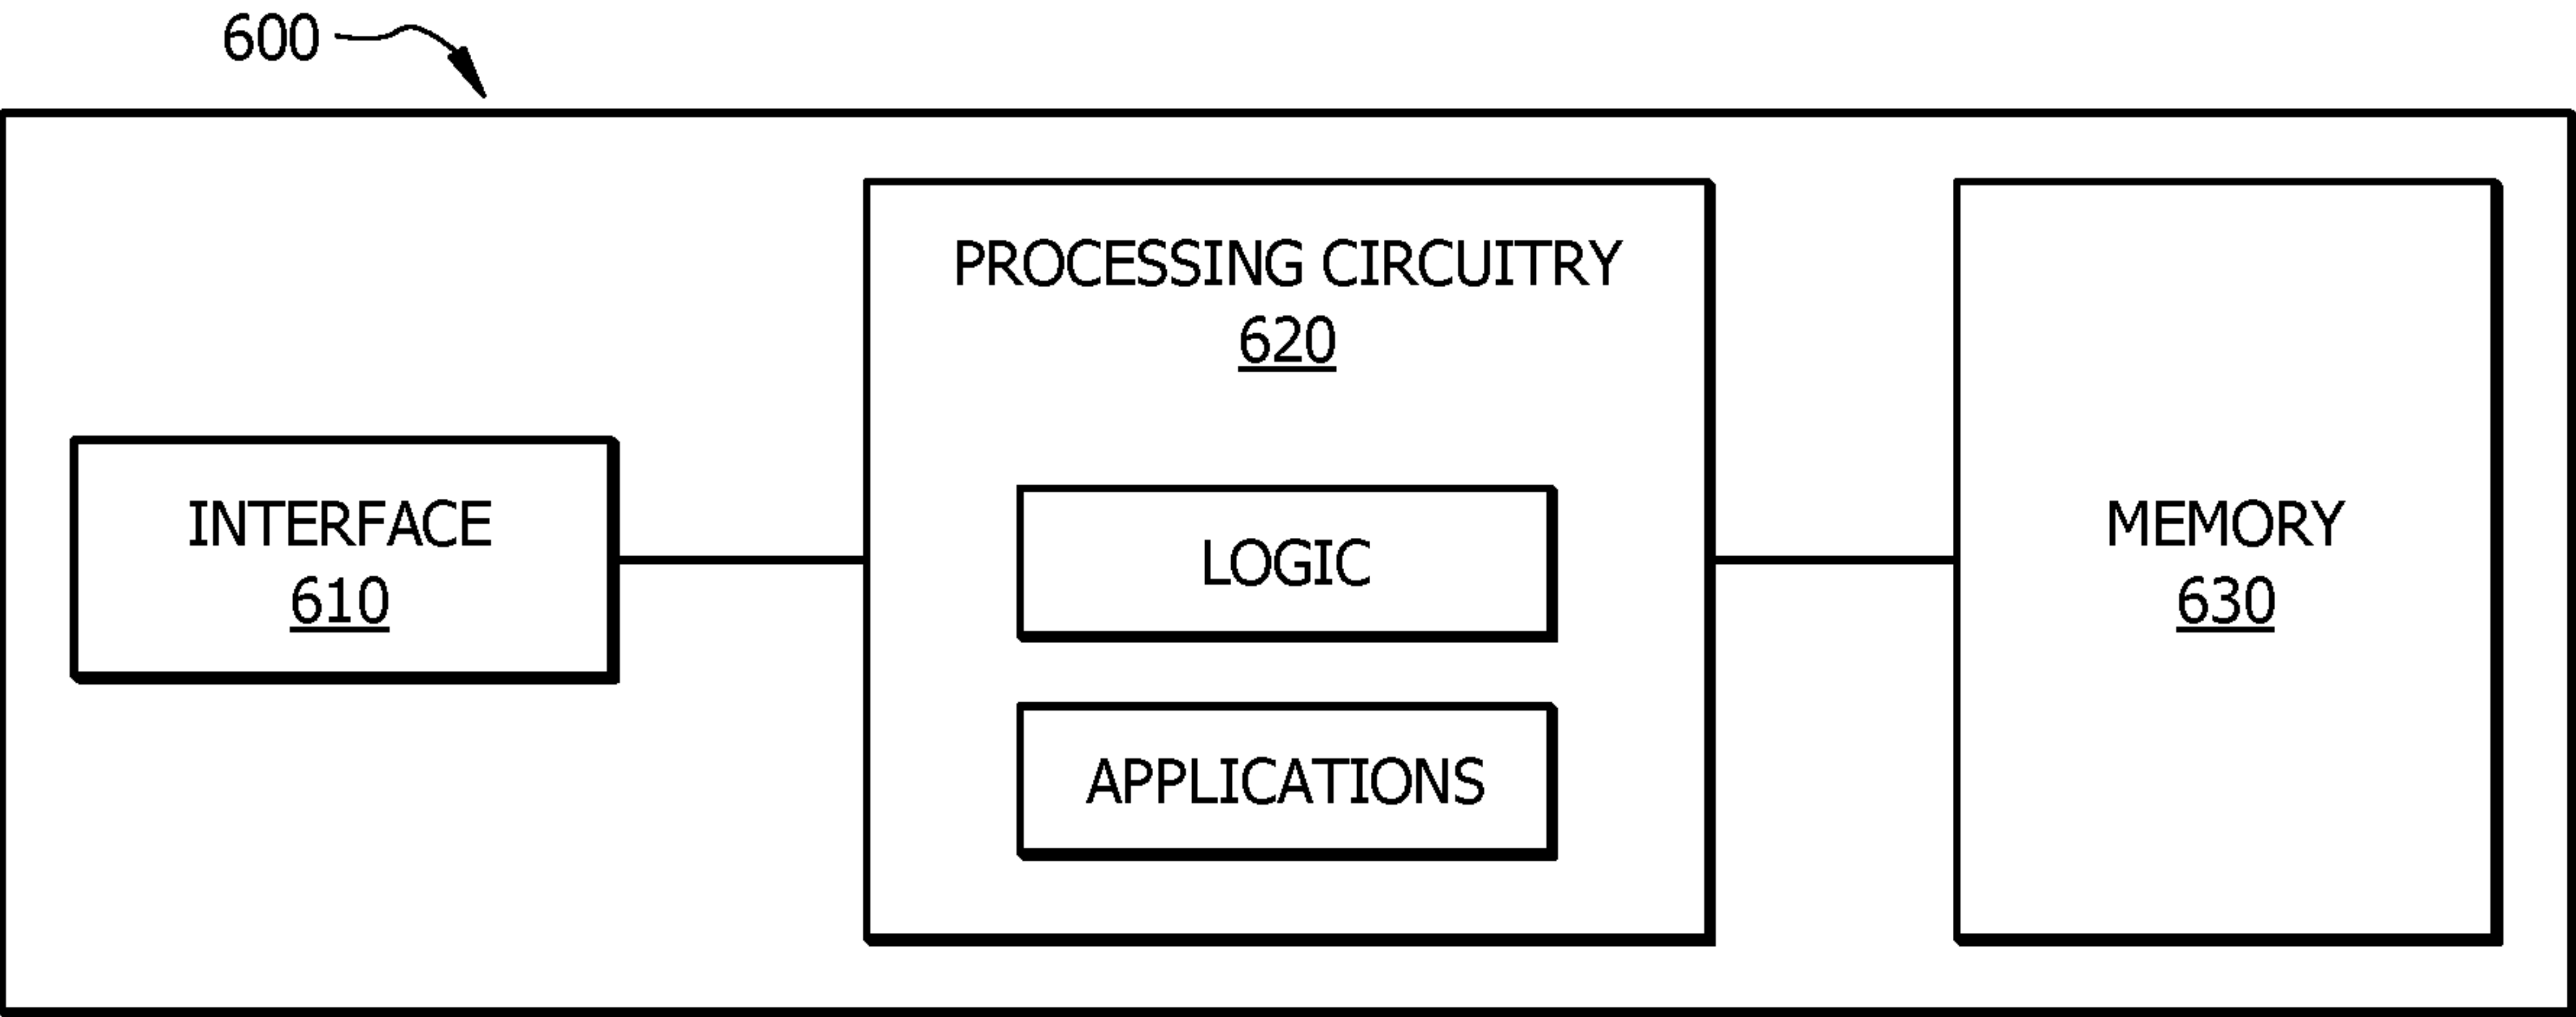 600
PROCESSING CIRCUITRY
620
INTERFACE
610
LOGIC
APPLICATIONS
MEMORY
630